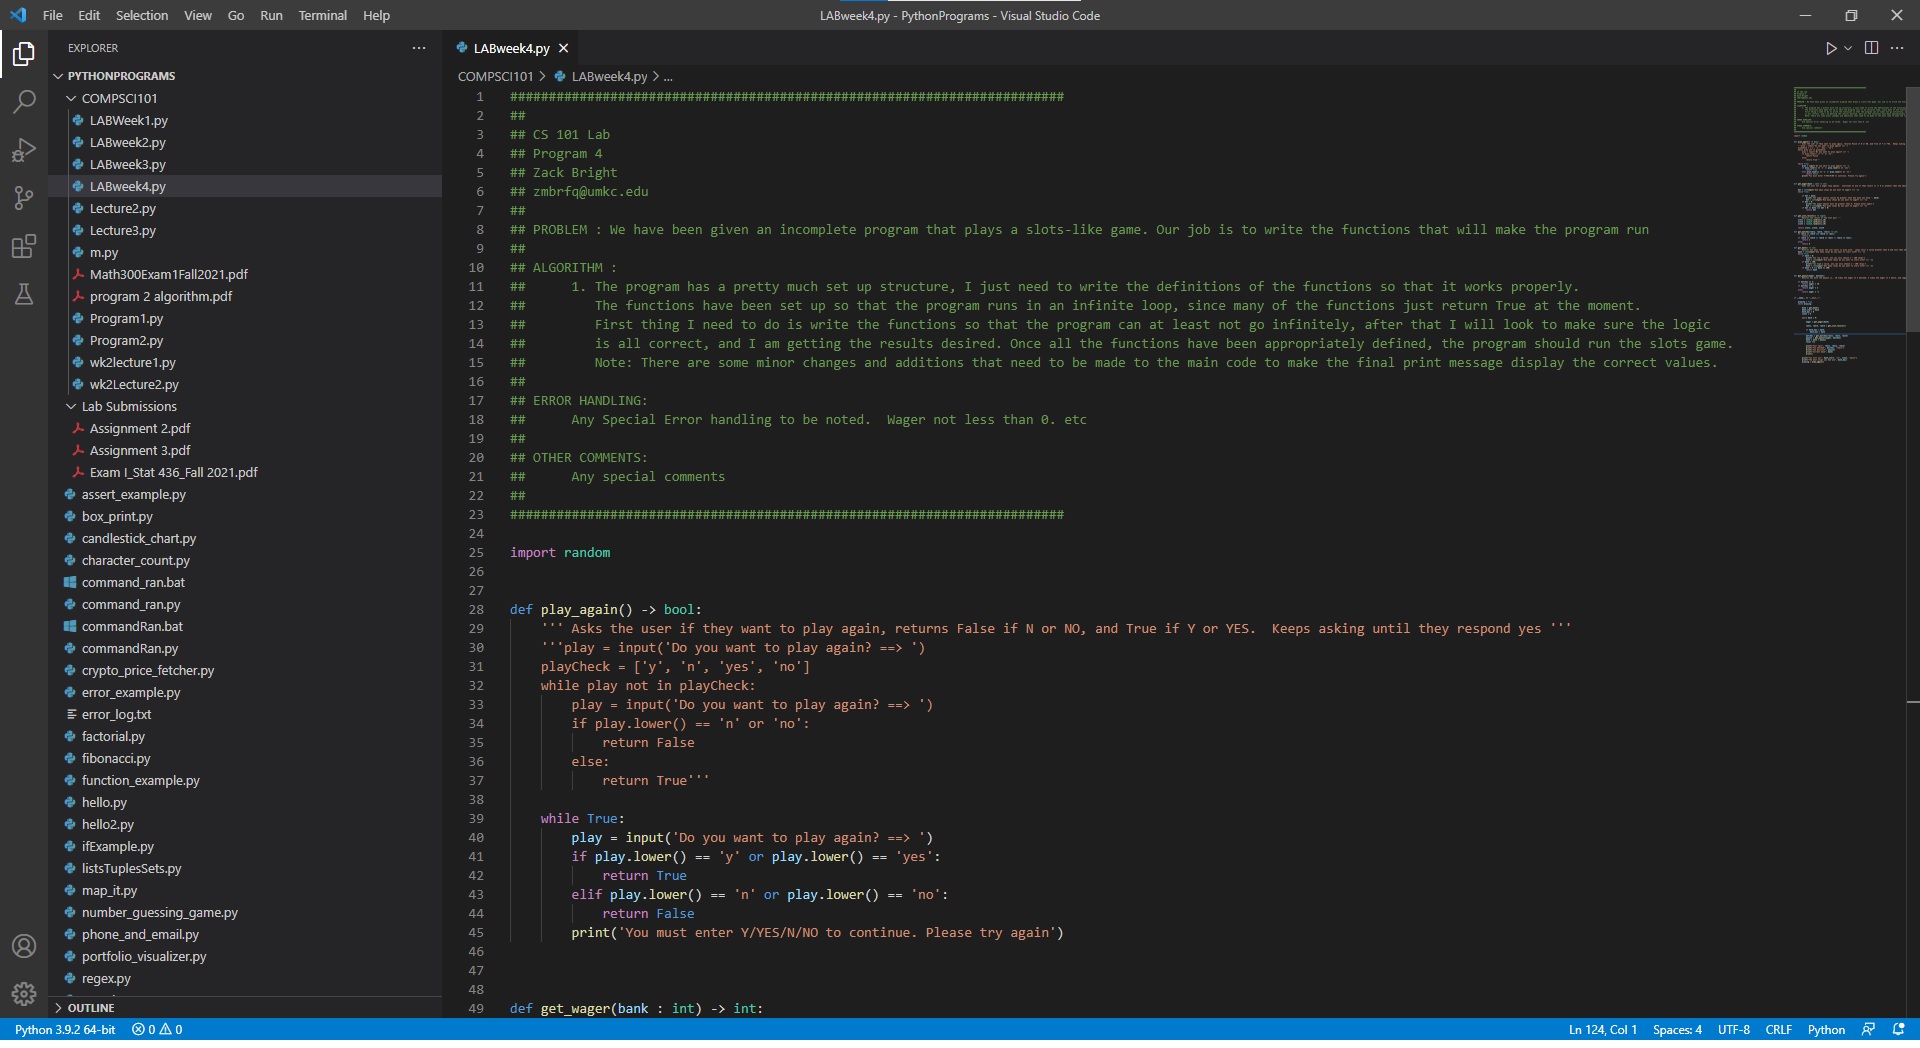 File Edit Selection View Go Run Terminal Help
LABweek4.py - PythonPrograms - Visual Studio Code
EXPLORER
PYTHONPROGRAMS
COMPSCI101
LABWeek1.py
LABweek2.py
LABweek3.py
LABweek4.py
Lecture2.py
Lecture3.py
m.py
Math300Exam1Fall2021.pdf
program 2 algorithm.pdf
Program1.py
Program2.py
wk2lecture1.py
wk2Lecture2.py
Lab Submissions
Assignment 2.pdf
Assignment 3.pdf
Exam I_Stat 436_Fall 2021.pdf
assert_example.py
box_print.py
candlestick_chart.py
character_count.py
command_ran.bat
command_ran.py
commandRan.bat
commandRan.py
crypto_price_fetcher.py
error_example.py
error_log.txt
factorial.py
fibonacci.py
function_example.py
hello.py
hello2.py
ifExample.py
listsTuplesSets.py
map_it.py
number_guessing_game.py
phone_and_email.py
portfolio_visualizer.py
regex.py
OUTLINE
LABweek4.py
COMPSCI101 > LABweek4.py > ...
1 ########################################################################
2 ##
3 ## CS 101 Lab
4 ## Program 4
5 ## Zack Bright
6 ## zmbrfq@umkc.edu
7 ##
8 ## PROBLEM : We have been given an incomplete program that plays a slots-like game. Our job is to write the functions that will make the program run
9 ##
10 ## ALGORITHM :
11 ##      1. The program has a pretty much set up structure, I just need to write the definitions of the functions so that it works properly.
12 ##         The functions have been set up so that the program runs in an infinite loop, since many of the functions just return True at the moment.
13 ##         First thing I need to do is write the functions so that the program can at least not go infinitely, after that I will look to make sure the logic
14 ##         is all correct, and I am getting the results desired. Once all the functions have been appropriately defined, the program should run the slots game.
15 ##         Note: There are some minor changes and additions that need to be made to the main code to make the final print message display the correct values.
16 ##
17 ## ERROR HANDLING:
18 ##      Any Special Error handling to be noted.  Wager not less than 0. etc
19 ##
20 ## OTHER COMMENTS:
21 ##      Any special comments
22 ##
23 ########################################################################
24
25 import random
26
27
28 def play_again() -> bool:
29     ''' Asks the user if they want to play again, returns False if N or NO, and True if Y or YES.  Keeps asking until they respond yes '''
30     '''play = input('Do you want to play again? ==> ')
31     playCheck = ['y', 'n', 'yes', 'no']
32     while play not in playCheck:
33         play = input('Do you want to play again? ==> ')
34         if play.lower() == 'n' or 'no':
35             return False
36         else:
37             return True'''
38
39     while True:
40         play = input('Do you want to play again? ==> ')
41         if play.lower() == 'y' or play.lower() == 'yes':
42             return True
43         elif play.lower() == 'n' or play.lower() == 'no':
44             return False
45         print('You must enter Y/YES/N/NO to continue. Please try again')
46
47
48
49 def get_wager(bank : int) -> int:
Python 3.9.2 64-bit 0 0 Ln 124, Col 1 Spaces: 4 UTF-8 CRLF Python